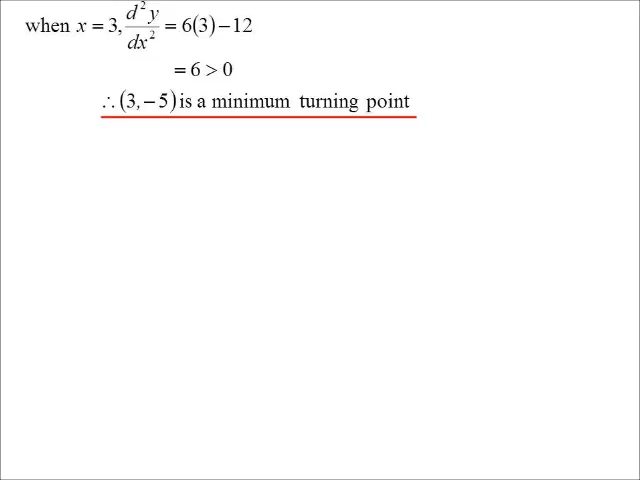 when x = 3, d²y/dx² = 6(3) − 12
= 6 > 0
∴ (3, − 5) is a minimum turning point